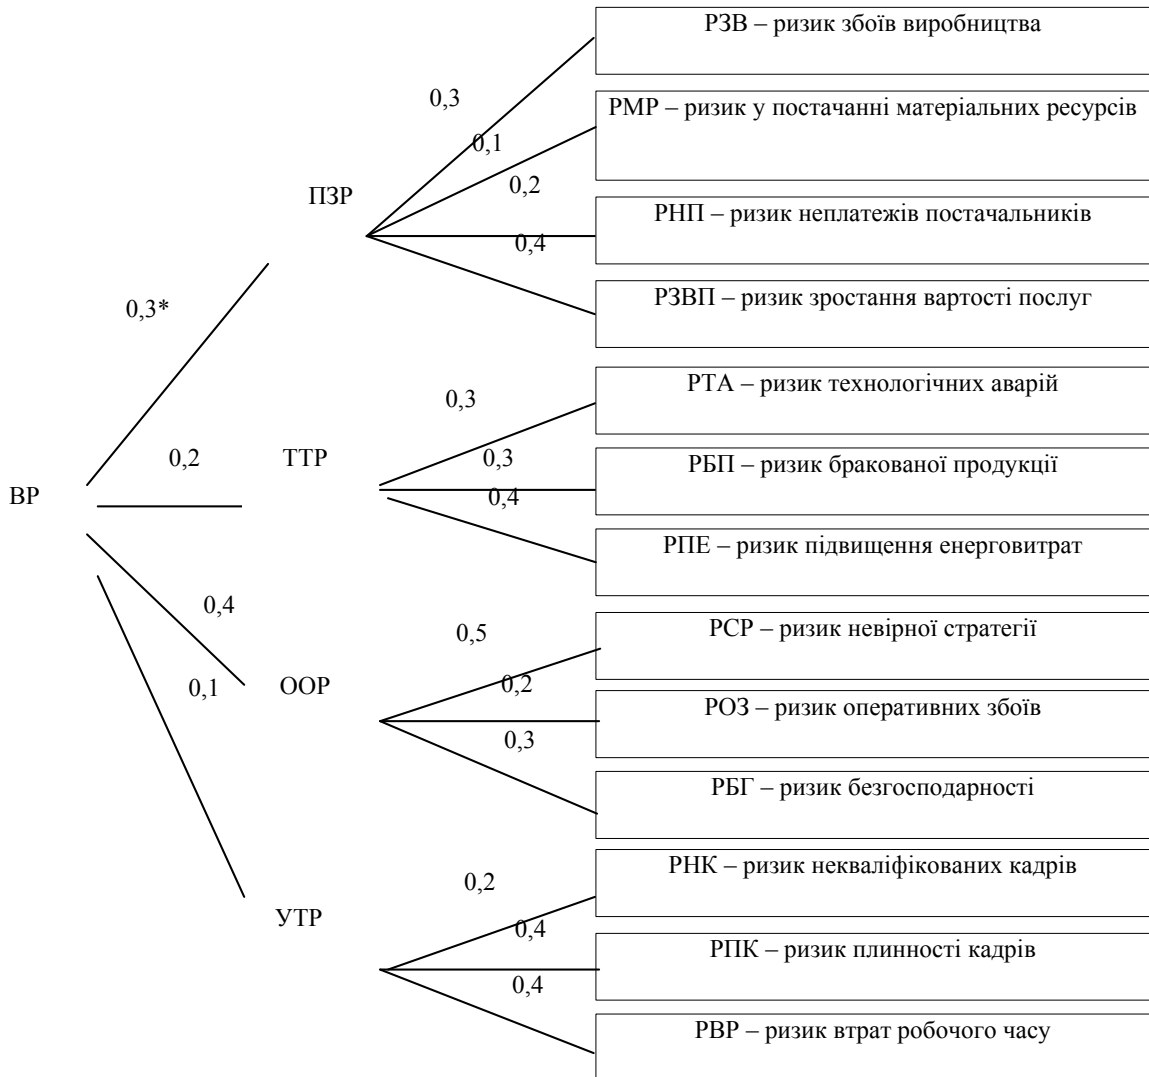 РЗВ – ризик збоїв виробництва
0,3
РМР – ризик у постачанні матеріальних ресурсів
0,1
0,2
ПЗР
РНП – ризик неплатежів постачальників
0,4
РЗВП – ризик зростання вартості послуг
0,3*
РТА – ризик технологічних аварій
0,3
0,2
ТТР
0,3
РБП – ризик бракованої продукції
ВР
0,4
РПЕ – ризик підвищення енерговитрат
0,4
0,5
РСР – ризик невірної стратегії
0,1
ООР
0,2
РОЗ – ризик оперативних збоїв
0,3
РБГ – ризик безгосподарності
РНК – ризик некваліфікованих кадрів
0,2
УТР
0,4
РПК – ризик плинності кадрів
0,4
РВР – ризик втрат робочого часу